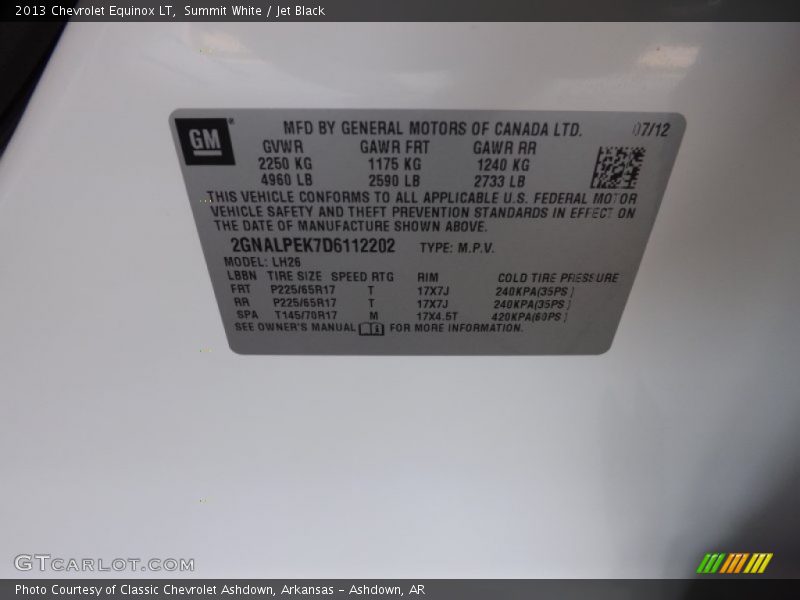 2013 Chevrolet Equinox LT, Summit White / Jet Black
GM
MFD BY GENERAL MOTORS OF CANADA LTD. 07/12
GVWR GAWR FRT GAWR RR
2250 KG 1175 KG 1240 KG
4960 LB 2590 LB 2733 LB
THIS VEHICLE CONFORMS TO ALL APPLICABLE U.S. FEDERAL MOTOR
VEHICLE SAFETY AND THEFT PREVENTION STANDARDS IN EFFECT ON
THE DATE OF MANUFACTURE SHOWN ABOVE.
2GNALPEK7D6112202 TYPE: M.P.V.
MODEL: LH26
LBBN TIRE SIZE SPEED RTG RIM COLD TIRE PRESSURE
FRT P225/65R17 T 17X7J 240KPA(35PSI)
RR P225/65R17 T 17X7J 240KPA(35PSI)
SPA T145/70R17 M 17X4.5T 420KPA(60PSI)
SEE OWNER'S MANUAL FOR MORE INFORMATION.
GTCARLOT.COM
Photo Courtesy of Classic Chevrolet Ashdown, Arkansas - Ashdown, AR